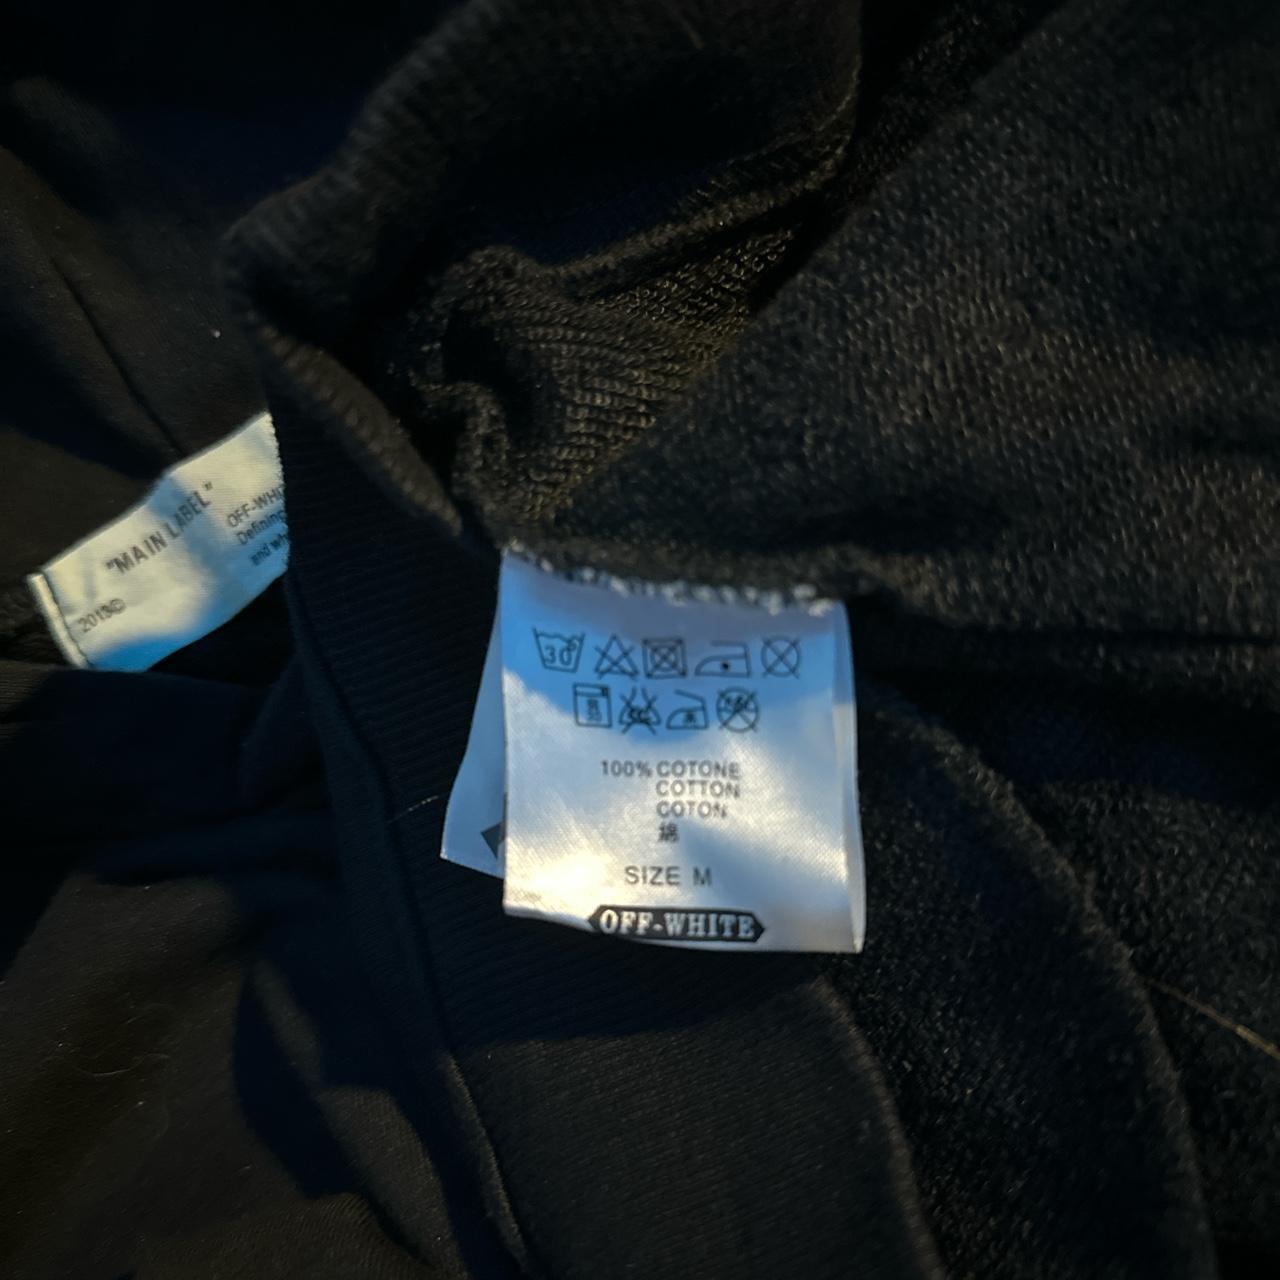 "MAIN LABEL"
2013©
OFF-WHI
Defining
and wh
30
100% COTONE
COTTON
COTON
綿
SIZE M
OFF-WHITE